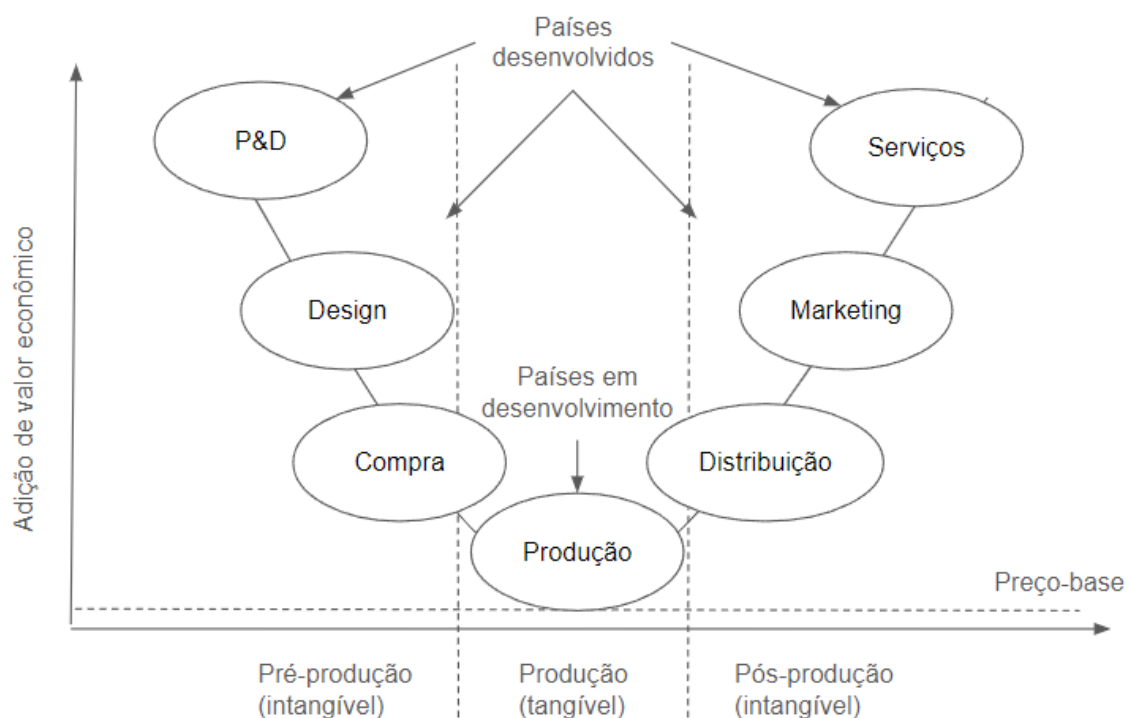 Países
desenvolvidos
P&D
Serviços
Design
Marketing
Países em
desenvolvimento
Compra
Distribuição
Produção
Adição de valor econômico
Preço-base
Pré-produção
(intangível)
Produção
(tangível)
Pós-produção
(intangível)